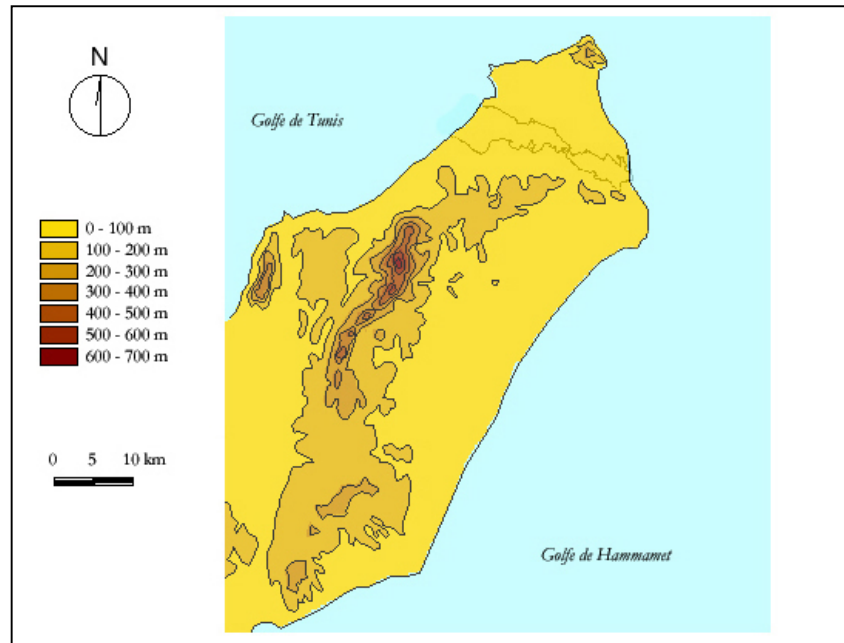 N
Golfe de Tunis
0 - 100 m
100 - 200 m
200 - 300 m
300 - 400 m
400 - 500 m
500 - 600 m
600 - 700 m
0 5 10 km
Golfe de Hammamet